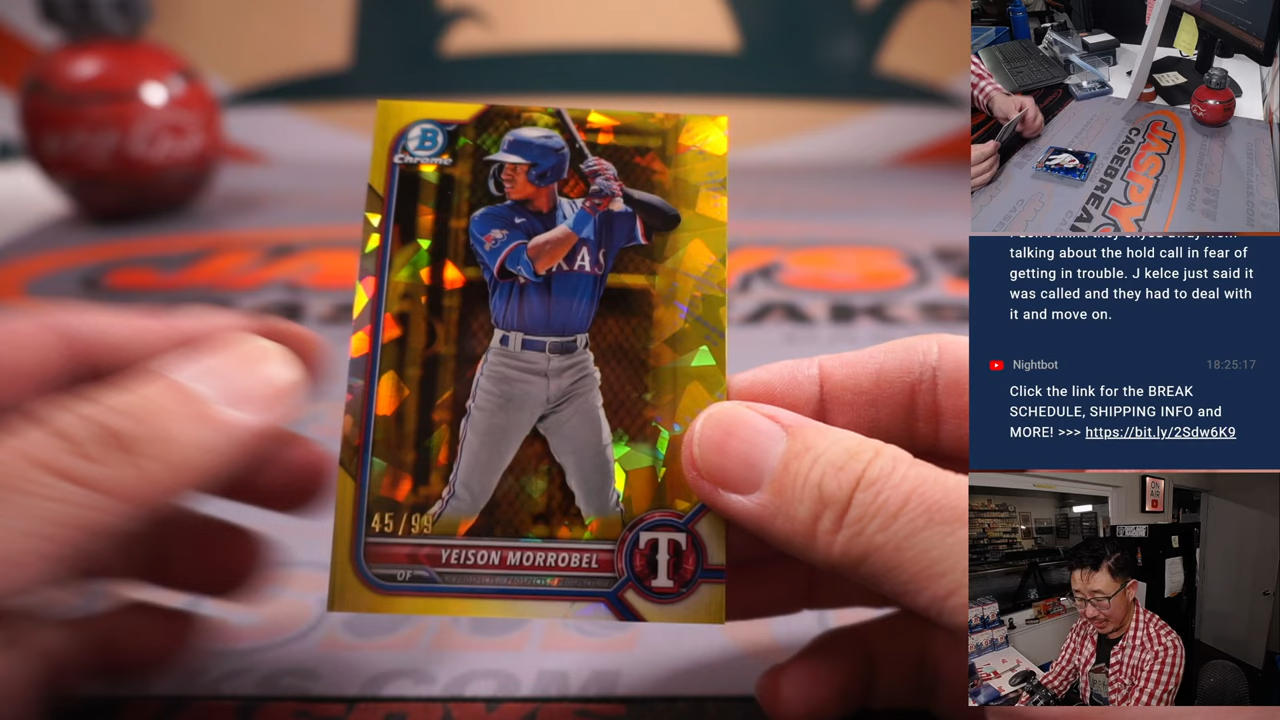 B
Chrome
TEXAS
45/99
YEISON MORROBEL
OF
PROSPECTS PROSPECTS PROSPECTS
T
JASPY'S
CASEBREAKS
talking about the hold call in fear of
getting in trouble. J kelce just said it
was called and they had to deal with
it and move on.
Nightbot
18:25:17
Click the link for the BREAK
SCHEDULE, SHIPPING INFO and
MORE! >>> https://bit.ly/2Sdw6K9
ON
AIR